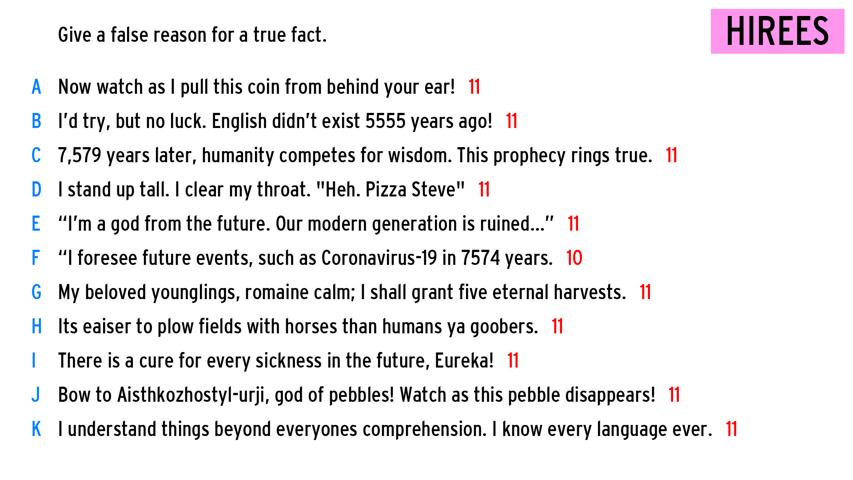 Give a false reason for a true fact.
HIREES
A Now watch as I pull this coin from behind your ear! 11
B I'd try, but no luck. English didn't exist 5555 years ago! 11
C 7,579 years later, humanity competes for wisdom. This prophecy rings true. 11
D I stand up tall. I clear my throat. "Heh. Pizza Steve" 11
E “I'm a god from the future. Our modern generation is ruined...” 11
F “I foresee future events, such as Coronavirus-19 in 7574 years. 10
G My beloved younglings, romaine calm; I shall grant five eternal harvests. 11
H Its eaiser to plow fields with horses than humans ya goobers. 11
I There is a cure for every sickness in the future, Eureka! 11
J Bow to Aisthkozhostyl-urji, god of pebbles! Watch as this pebble disappears! 11
K I understand things beyond everyones comprehension. I know every language ever. 11